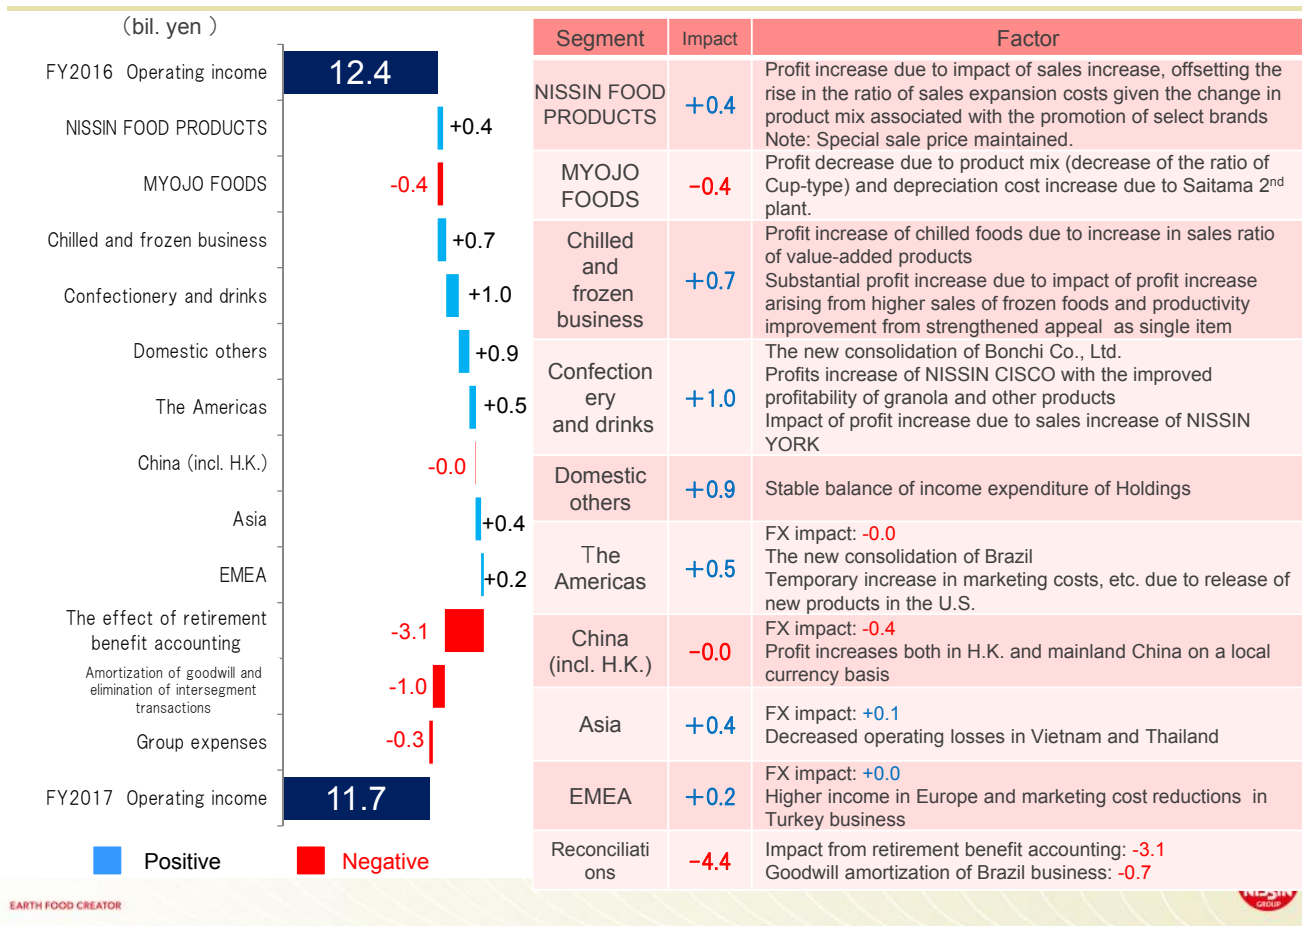 （bil. yen ）
FY2016 Operating income
12.4
NISSIN FOOD PRODUCTS
+0.4
MYOJO FOODS
-0.4
Chilled and frozen business
+0.7
Confectionery and drinks
+1.0
Domestic others
+0.9
The Americas
+0.5
China (incl. H.K.)
-0.0
Asia
+0.4
EMEA
+0.2
The effect of retirement
benefit accounting
-3.1
Amortization of goodwill and
elimination of intersegment
transactions
-1.0
Group expenses
-0.3
FY2017 Operating income
11.7
Positive
Negative
Segment
Impact
Factor
NISSIN FOOD
PRODUCTS
＋0.4
Profit increase due to impact of sales increase, offsetting the
rise in the ratio of sales expansion costs given the change in
product mix associated with the promotion of select brands
Note: Special sale price maintained.
MYOJO
FOODS
−0.4
Profit decrease due to product mix (decrease of the ratio of
Cup-type) and depreciation cost increase due to Saitama 2nd
plant.
Chilled
and
frozen
business
＋0.7
Profit increase of chilled foods due to increase in sales ratio
of value-added products
Substantial profit increase due to impact of profit increase
arising from higher sales of frozen foods and productivity
improvement from strengthened appeal as single item
Confection
ery
and drinks
＋1.0
The new consolidation of Bonchi Co., Ltd.
Profits increase of NISSIN CISCO with the improved
profitability of granola and other products
Impact of profit increase due to sales increase of NISSIN
YORK
Domestic
others
＋0.9
Stable balance of income expenditure of Holdings
The
Americas
＋0.5
FX impact: -0.0
The new consolidation of Brazil
Temporary increase in marketing costs, etc. due to release of
new products in the U.S.
China
(incl. H.K.)
−0.0
FX impact: -0.4
Profit increases both in H.K. and mainland China on a local
currency basis
Asia
＋0.4
FX impact: +0.1
Decreased operating losses in Vietnam and Thailand
EMEA
＋0.2
FX impact: +0.0
Higher income in Europe and marketing cost reductions in
Turkey business
Reconciliati
ons
−4.4
Impact from retirement benefit accounting: -3.1
Goodwill amortization of Brazil business: -0.7
EARTH FOOD CREATOR
NISSIN
GROUP